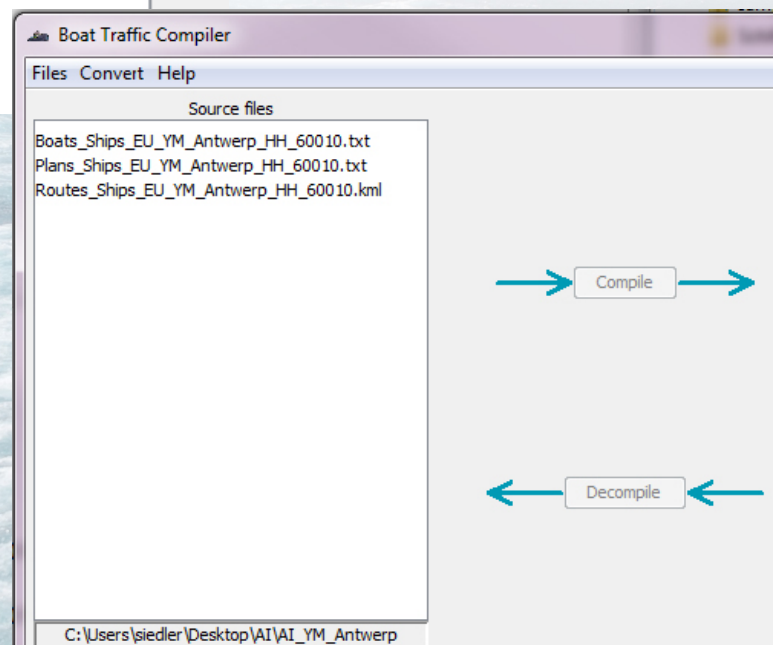 Boat Traffic Compiler
Files Convert Help
Source files
Boats_Ships_EU_YM_Antwerp_HH_60010.txt
Plans_Ships_EU_YM_Antwerp_HH_60010.txt
Routes_Ships_EU_YM_Antwerp_HH_60010.kml
Compile
Decompile
C:\Users\siedler\Desktop\AI\AI_YM_Antwerp